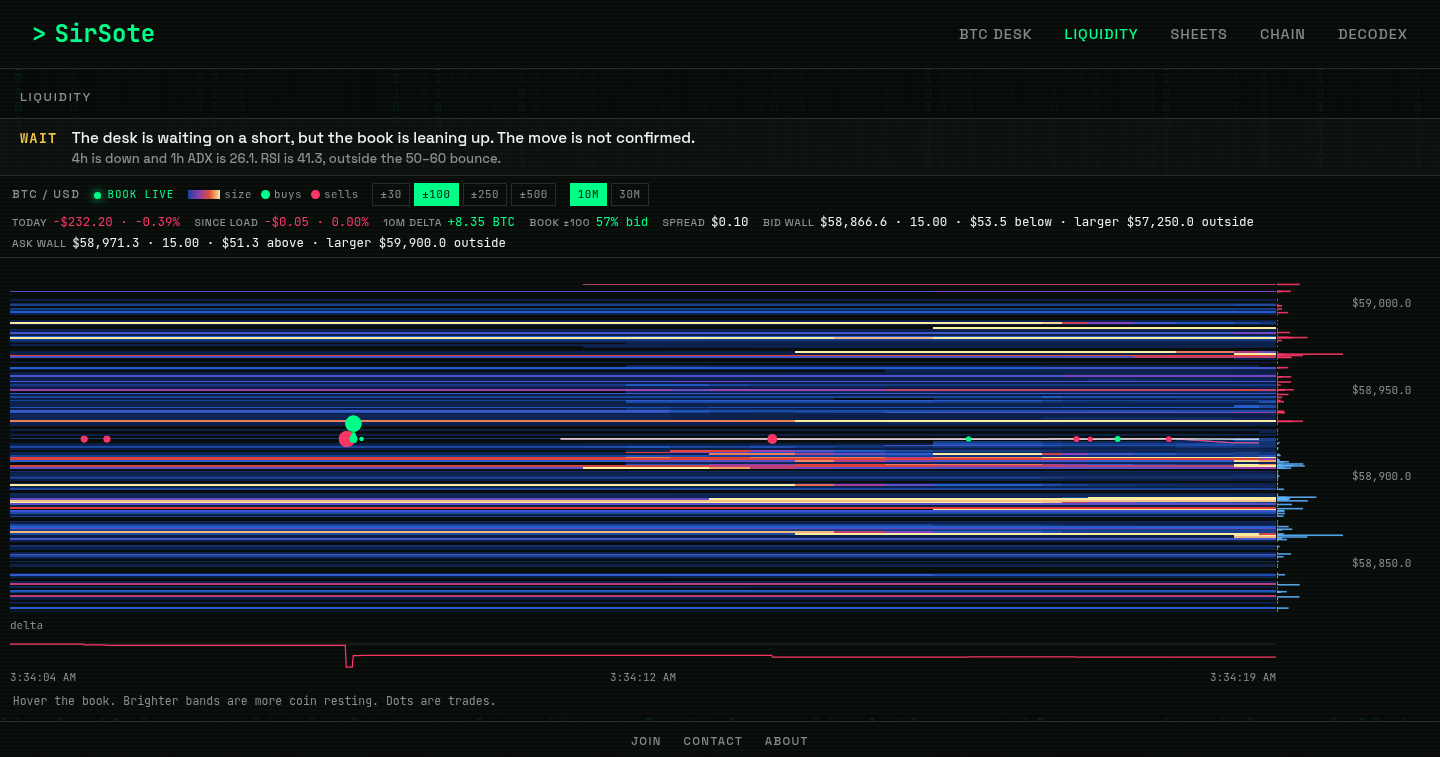 > SirSote
BTC DESK LIQUIDITY SHEETS CHAIN DECODEX
LIQUIDITY
WAIT The desk is waiting on a short, but the book is leaning up. The move is not confirmed.
4h is down and 1h ADX is 26.1. RSI is 41.3, outside the 50–60 bounce.
BTC / USD BOOK LIVE size buys sells ±30 ±100 ±250 ±500 10M 30M
TODAY -$232.20 · -0.39% SINCE LOAD -$0.05 · 0.00% 10M DELTA +8.35 BTC BOOK ±100 57% bid SPREAD $0.10 BID WALL $58,866.6 · 15.00 · $53.5 below · larger $57,250.0 outside
ASK WALL $58,971.3 · 15.00 · $51.3 above · larger $59,900.0 outside
$59,000.0
$58,950.0
$58,900.0
$58,850.0
delta
3:34:04 AM 3:34:12 AM 3:34:19 AM
Hover the book. Brighter bands are more coin resting. Dots are trades.
JOIN CONTACT ABOUT